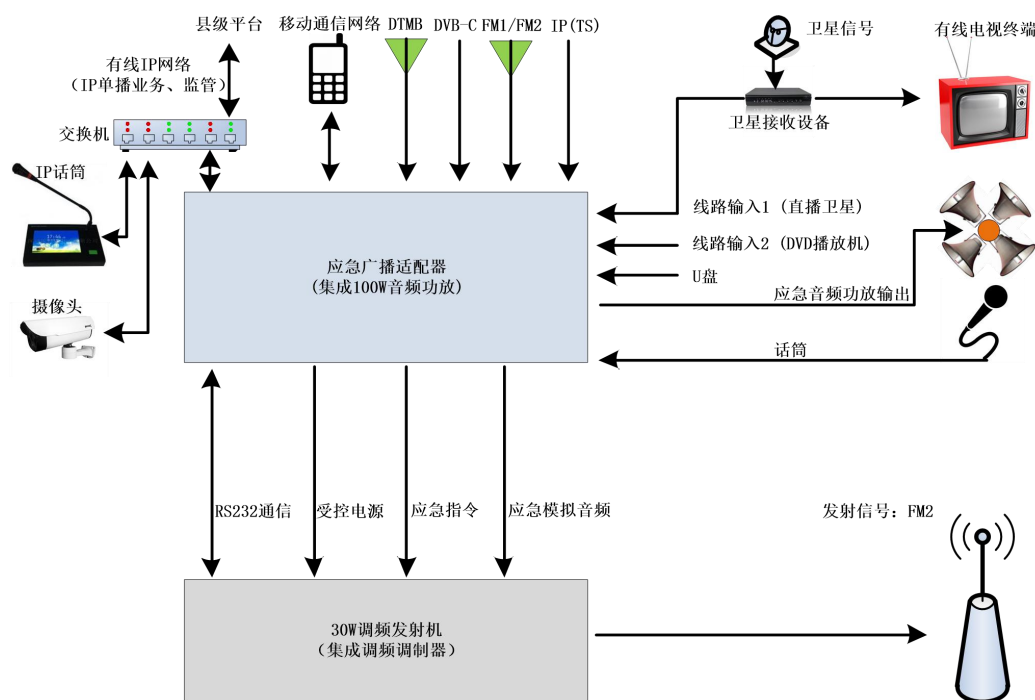 县级平台
移动通信网络
DTMB
DVB-C
FM1/FM2
IP(TS)
卫星信号
有线电视终端
有线IP网络
（IP单播业务、监管）
交换机
卫星接收设备
IP话筒
线路输入1 (直播卫星)
线路输入2 (DVD播放机)
U盘
应急广播适配器
(集成100W音频功放)
应急音频功放输出
摄像头
话筒
RS232通信
受控电源
应急指令
应急模拟音频
发射信号: FM2
30W调频发射机
（集成调频调制器）